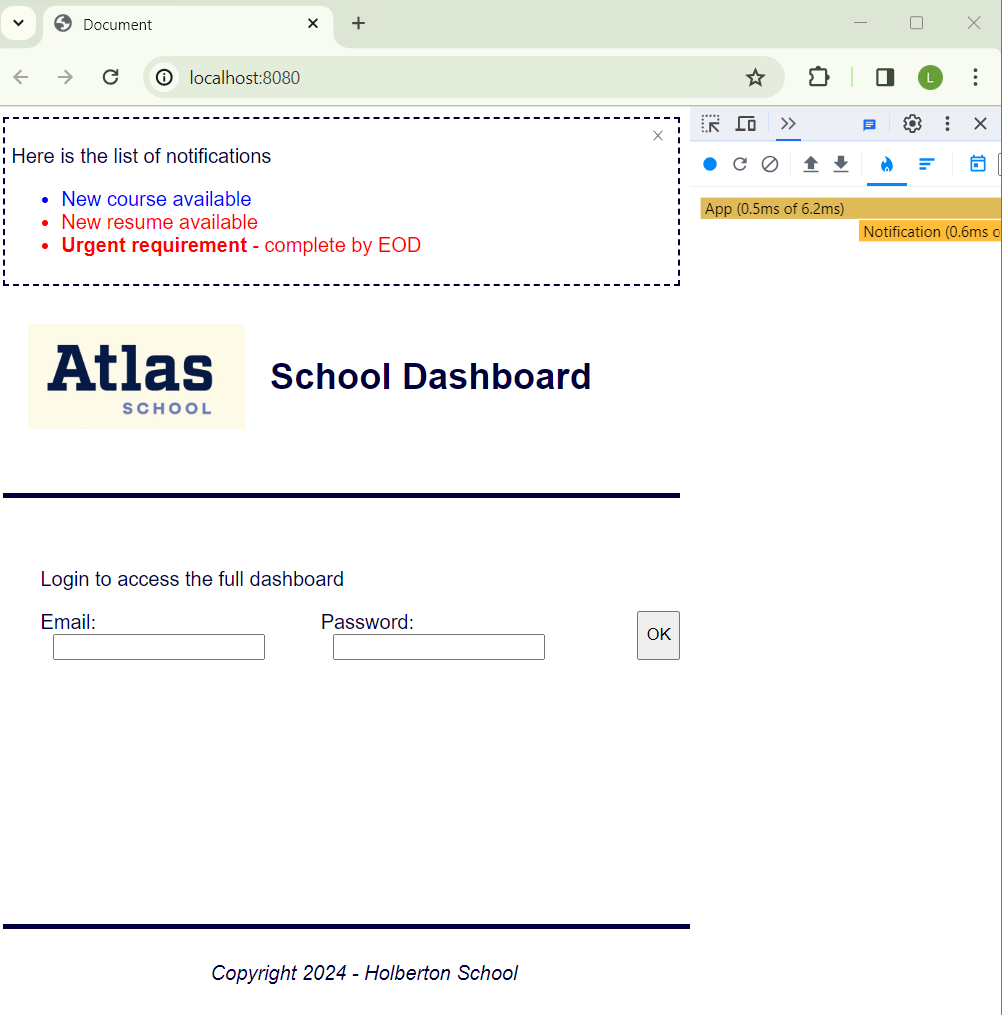 Document
localhost:8080
L
Here is the list of notifications
New course available
New resume available
Urgent requirement - complete by EOD
App (0.5ms of 6.2ms)
Notification (0.6ms o
Atlas
SCHOOL
School Dashboard
Login to access the full dashboard
Email:
Password:
OK
Copyright 2024 - Holberton School